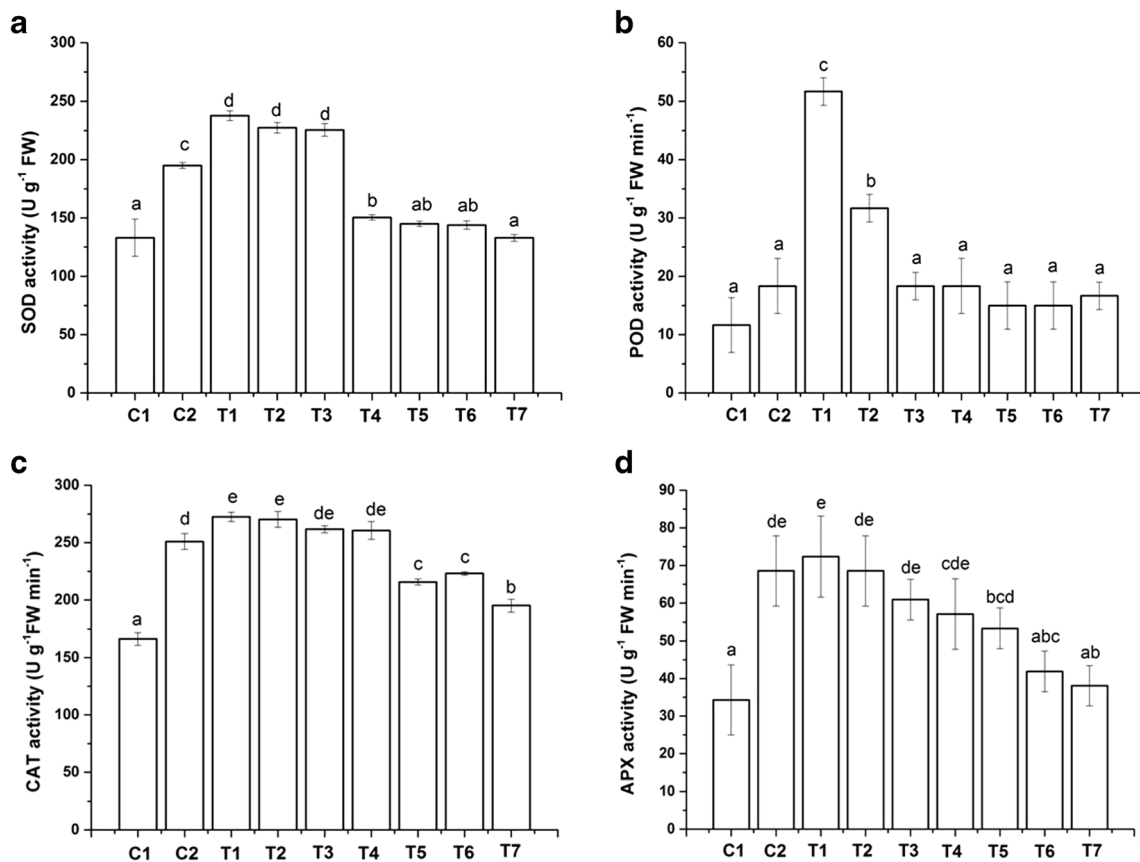 a
SOD activity (U g⁻¹ FW)
300
250
200
150
100
50
0
a
c
d
d
d
b
ab
ab
a
C1 C2 T1 T2 T3 T4 T5 T6 T7
b
POD activity (U g⁻¹ FW min⁻¹)
60
50
40
30
20
10
0
a
a
c
b
a
a
a
a
a
C1 C2 T1 T2 T3 T4 T5 T6 T7
c
CAT activity (U g⁻¹FW min⁻¹)
300
250
200
150
100
50
0
a
d
e
e
de
de
c
c
b
C1 C2 T1 T2 T3 T4 T5 T6 T7
d
APX activity (U g⁻¹ FW min⁻¹)
90
80
70
60
50
40
30
20
10
0
a
de
e
de
de
cde
bcd
abc
ab
C1 C2 T1 T2 T3 T4 T5 T6 T7